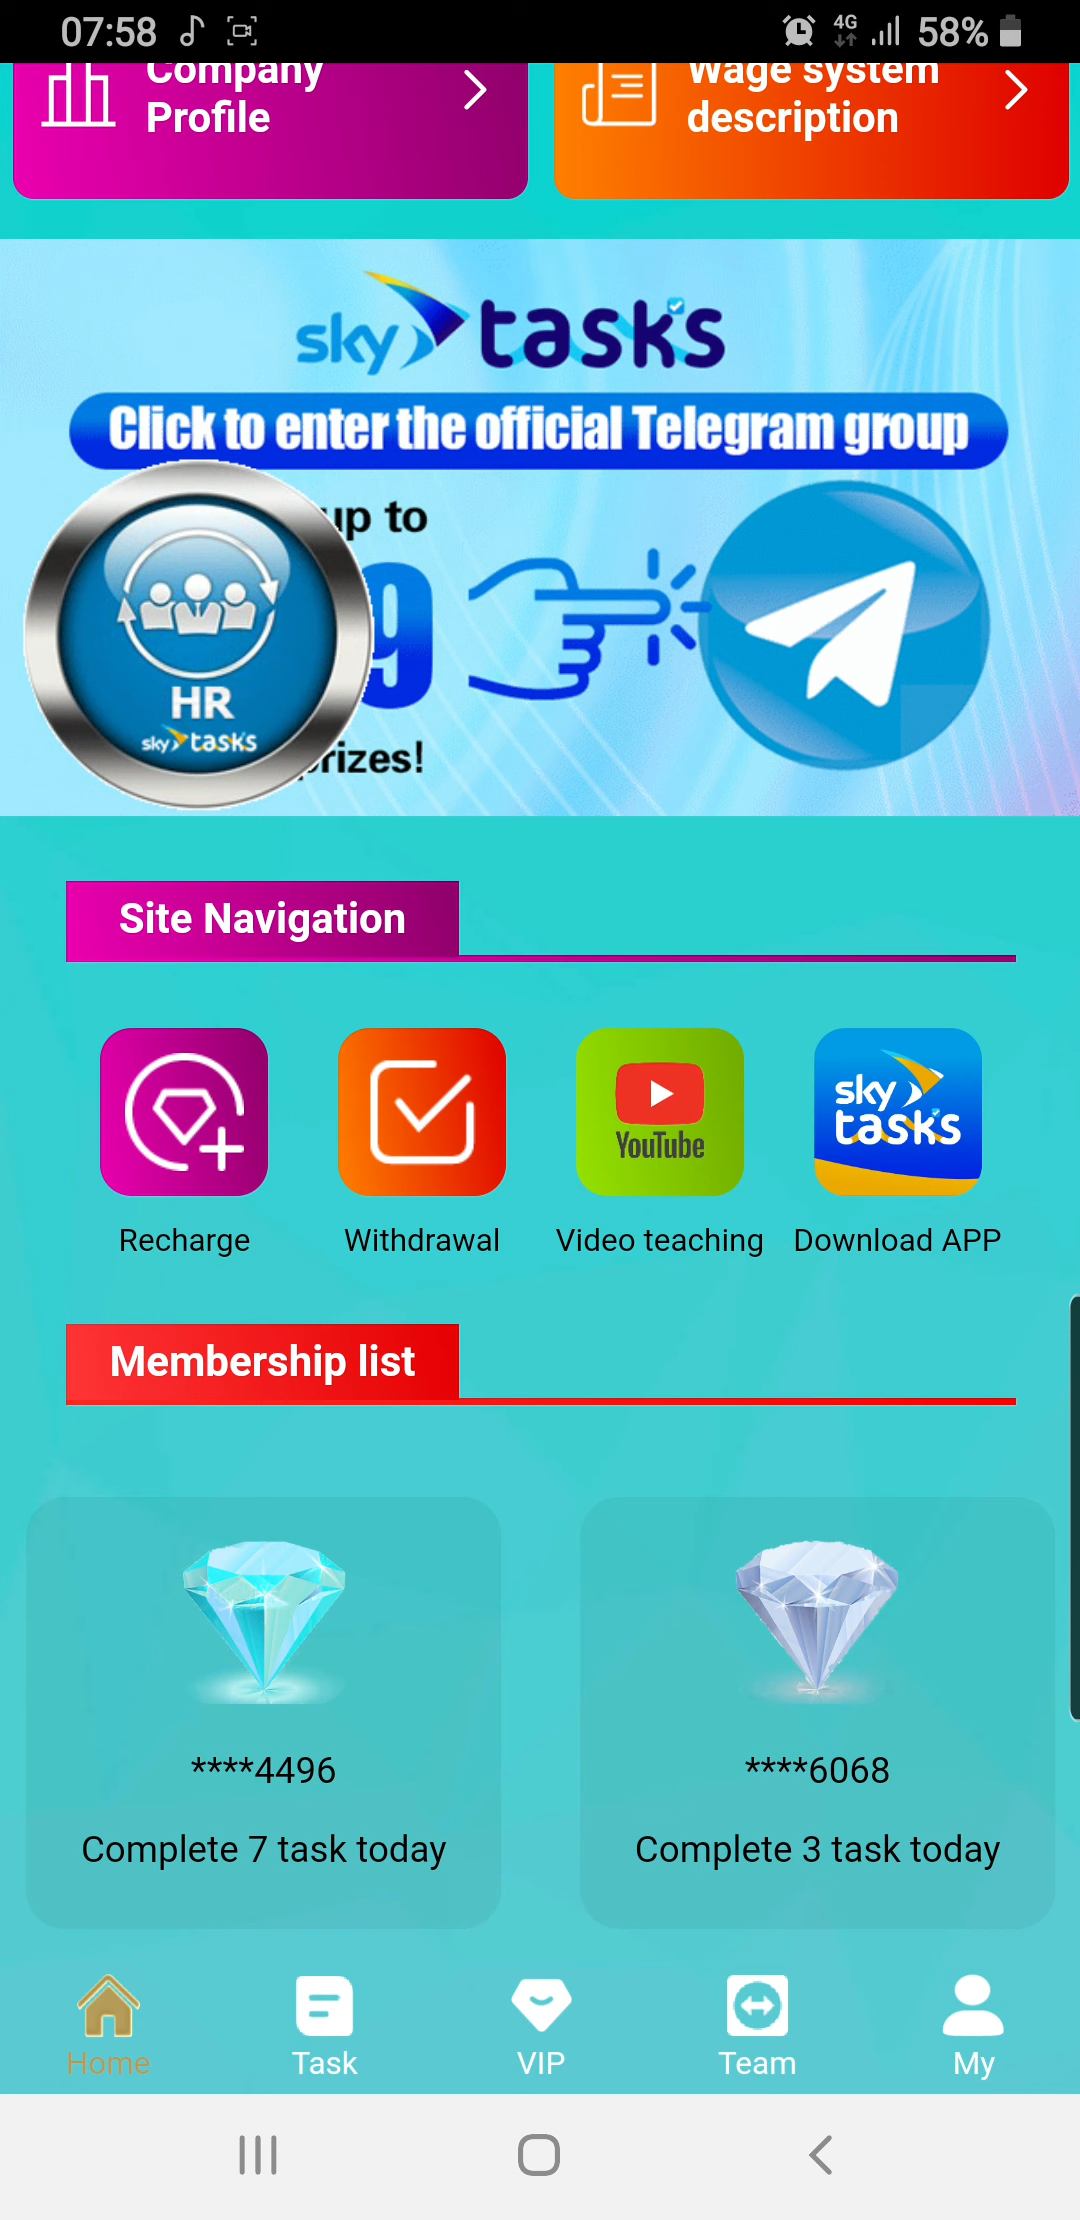 07:58
4G
58%
Company
Profile
Wage system
description
sky tasks
Click to enter the official Telegram group
up to
9
HR
sky tasks
prizes!
Site Navigation
YouTube
sky
tasks
Recharge
Withdrawal
Video teaching
Download APP
Membership list
****4496
****6068
Complete 7 task today
Complete 3 task today
Home
Task
VIP
Team
My